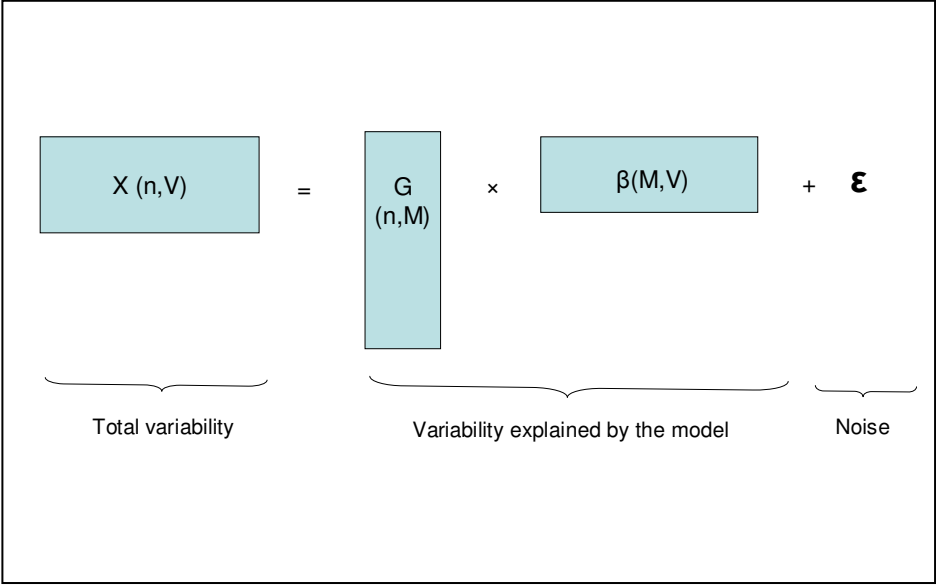 X (n,V)
=
G
(n,M)
×
β(M,V)
+
ε
Total variability
Variability explained by the model
Noise